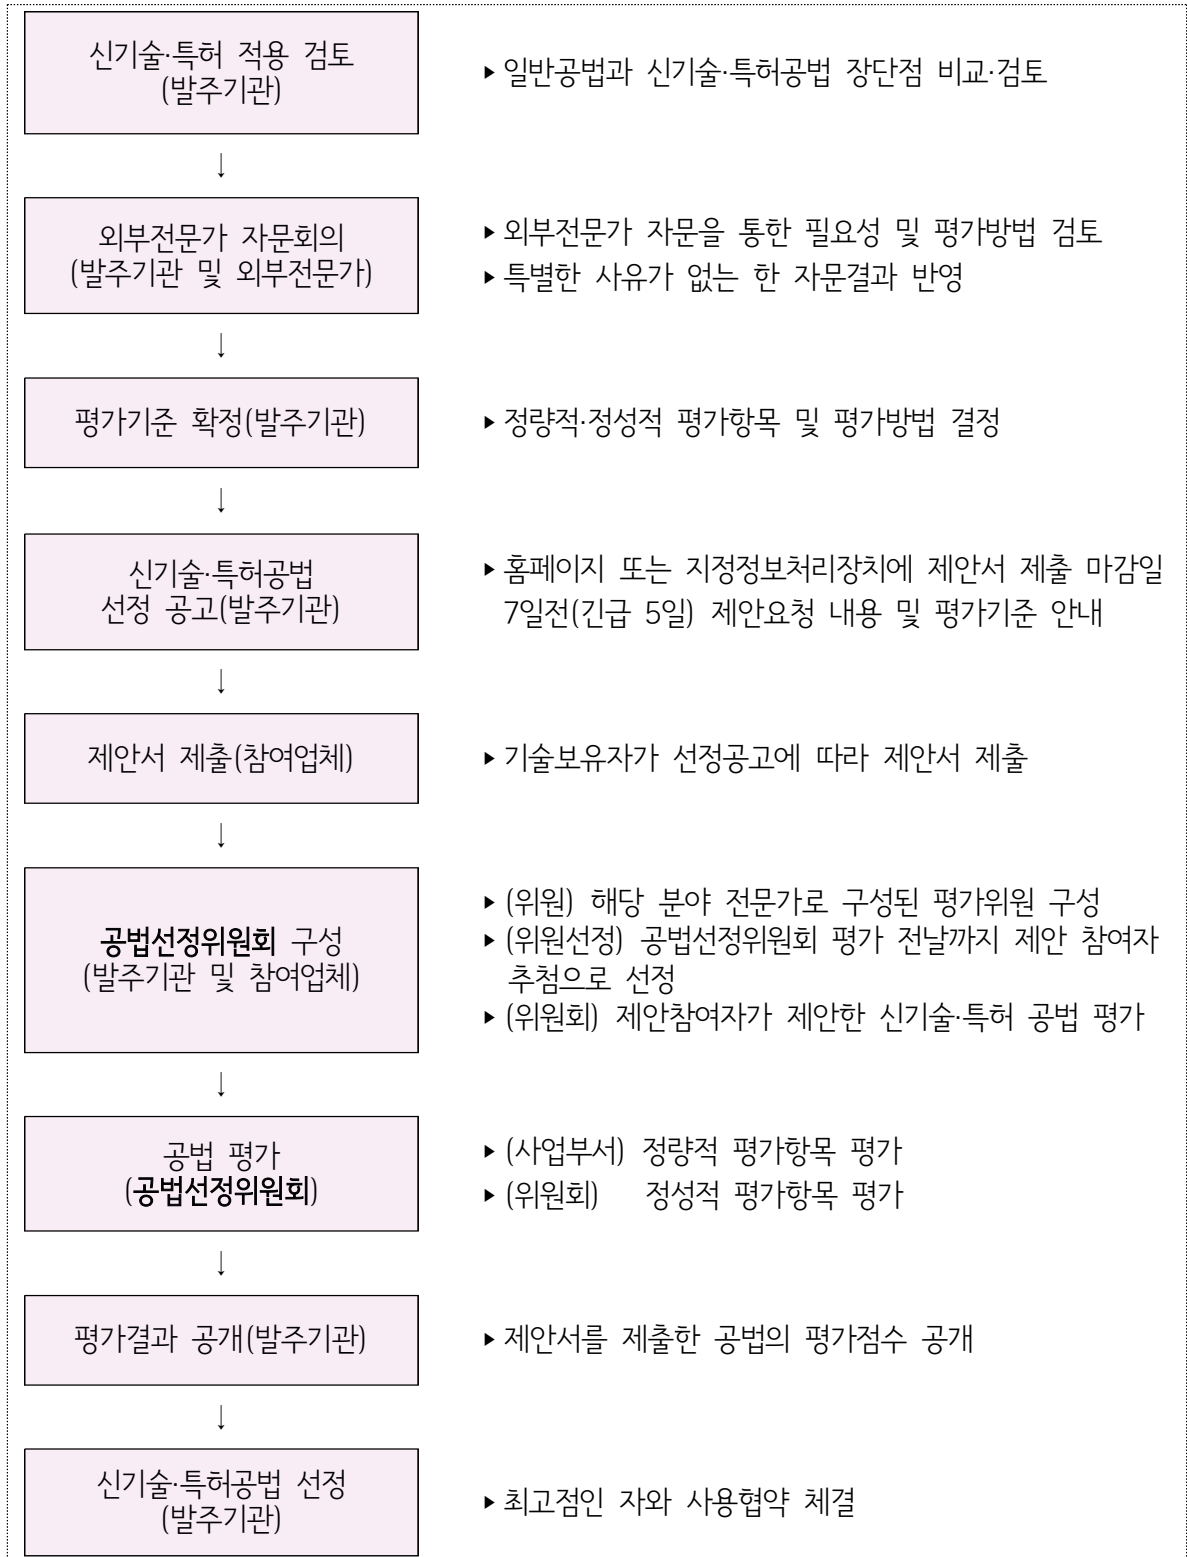 신기술·특허 적용 검토
(발주기관)
▸일반공법과 신기술·특허공법 장단점 비교·검토
↓
외부전문가 자문회의
(발주기관 및 외부전문가)
▸외부전문가 자문을 통한 필요성 및 평가방법 검토
▸특별한 사유가 없는 한 자문결과 반영
↓
평가기준 확정(발주기관)
▸정량적·정성적 평가항목 및 평가방법 결정
↓
신기술·특허공법
선정 공고(발주기관)
▸홈페이지 또는 지정정보처리장치에 제안서 제출 마감일
7일전(긴급 5일) 제안요청 내용 및 평가기준 안내
↓
제안서 제출(참여업체)
▸기술보유자가 선정공고에 따라 제안서 제출
↓
공법선정위원회 구성
(발주기관 및 참여업체)
▸(위원) 해당 분야 전문가로 구성된 평가위원 구성
▸(위원선정) 공법선정위원회 평가 전날까지 제안 참여자
추첨으로 선정
▸(위원회) 제안참여자가 제안한 신기술·특허 공법 평가
↓
공법 평가
(공법선정위원회)
▸(사업부서) 정량적 평가항목 평가
▸(위원회) 정성적 평가항목 평가
↓
평가결과 공개(발주기관)
▸제안서를 제출한 공법의 평가점수 공개
↓
신기술·특허공법 선정
(발주기관)
▸최고점인 자와 사용협약 체결